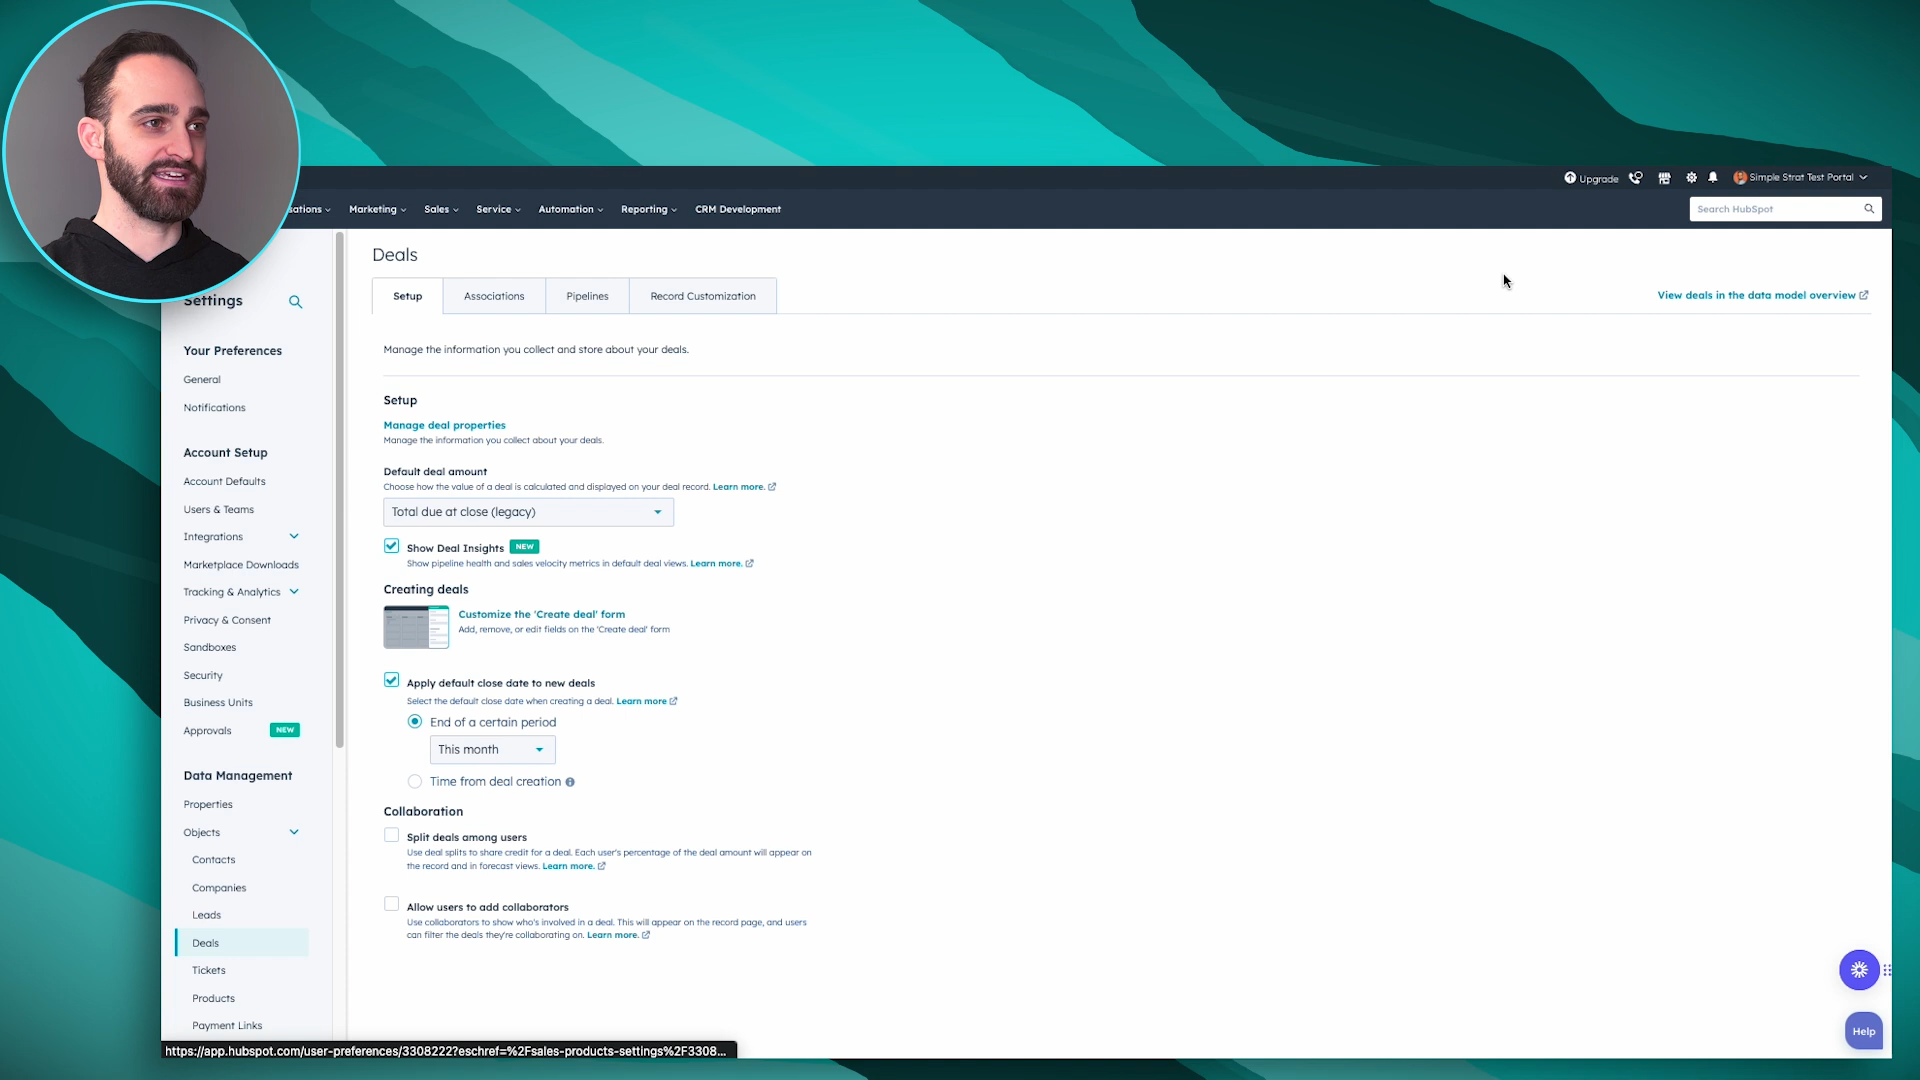 Upgrade
Simple Strat Test Portal
sations
Marketing
Sales
Service
Automation
Reporting
CRM Development
Search HubSpot
Settings
Your Preferences
General
Notifications
Account Setup
Account Defaults
Users & Teams
Integrations
Marketplace Downloads
Tracking & Analytics
Privacy & Consent
Sandboxes
Security
Business Units
Approvals NEW
Data Management
Properties
Objects
Contacts
Companies
Leads
Deals
Tickets
Products
Payment Links
Deals
Setup
Associations
Pipelines
Record Customization
View deals in the data model overview
Manage the information you collect and store about your deals.
Setup
Manage deal properties
Manage the information you collect about your deals.
Default deal amount
Choose how the value of a deal is calculated and displayed on your deal record. Learn more.
Total due at close (legacy)
Show Deal Insights NEW
Show pipeline health and sales velocity metrics in default deal views. Learn more.
Creating deals
Customize the 'Create deal' form
Add, remove, or edit fields on the 'Create deal' form
Apply default close date to new deals
Select the default close date when creating a deal. Learn more
End of a certain period
This month
Time from deal creation
Collaboration
Split deals among users
Use deal splits to share credit for a deal. Each user's percentage of the deal amount will appear on
the record and in forecast views. Learn more.
Allow users to add collaborators
Use collaborators to show who's involved in a deal. This will appear on the record page, and users
can filter the deals they're collaborating on. Learn more.
Help
https://app.hubspot.com/user-preferences/3308222?eschref=%2Fsales-products-settings%2F3308...